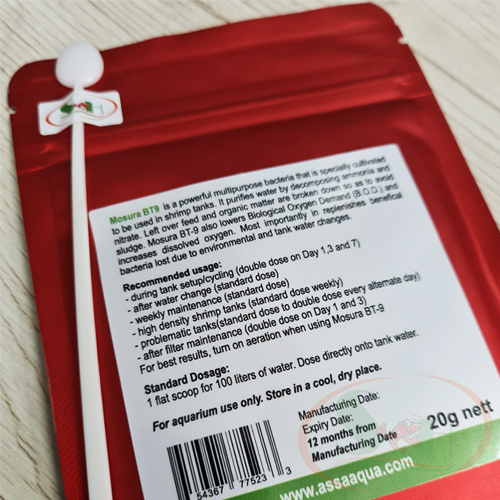 Mosura BT9 is a powerful multipurpose bacteria that is specially cultivated
to be used in shrimp tanks. It purifies water by decomposing ammonia and
nitrate. Left over feed and organic matter are broken down so as to avoid
sludge. Mosura BT-9 also lowers Biological Oxygen Demand (B.O.D.) and
increases dissolved oxygen. Most importantly in replenishes beneficial
bacteria lost due to environmental and tank water changes.
Recommended usage:
- during tank setup/cycling (double dose on Day 1,3 and 7)
- after water change (standard dose)
- weekly maintenance (standard dose)
- high density shrimp tanks (standard dose weekly)
- problematic tanks(standard dose to double dose every alternate day)
- after filter maintenance (double dose on Day 1 and 3)
For best results, turn on aeration when using Mosura BT-9
Standard Dosage:
1 flat scoop for 100 liters of water. Dose directly onto tank water.
For aquarium use only. Store in a cool, dry place.
Manufacturing Date:
Expiry Date:
12 months from
Manufacturing Date
20g nett
54367 77523 3
www.assaaqua.com